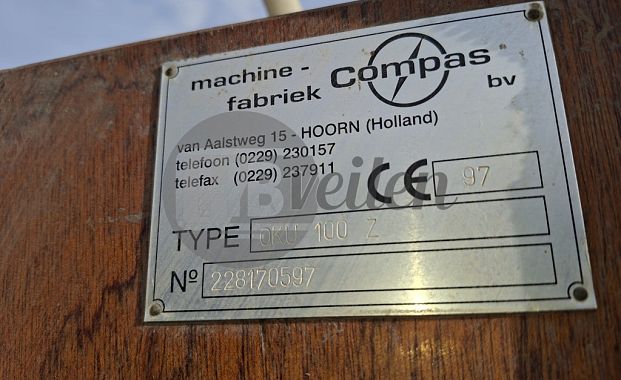 machine - Compas
fabriek bv
van Aalstweg 15 - HOORN (Holland)
telefoon (0229) 230157
telefax (0229) 237911
CE 97
Bveilen
TYPE OKU 100 Z
Nº 228170597